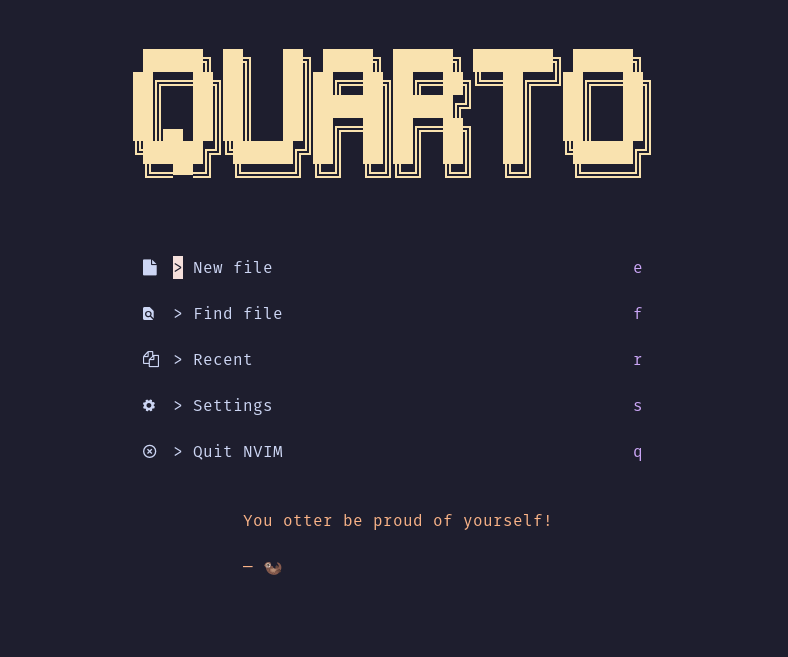 QUARTO
> New file e
> Find file f
> Recent r
> Settings s
> Quit NVIM q
You otter be proud of yourself!
— 🦦